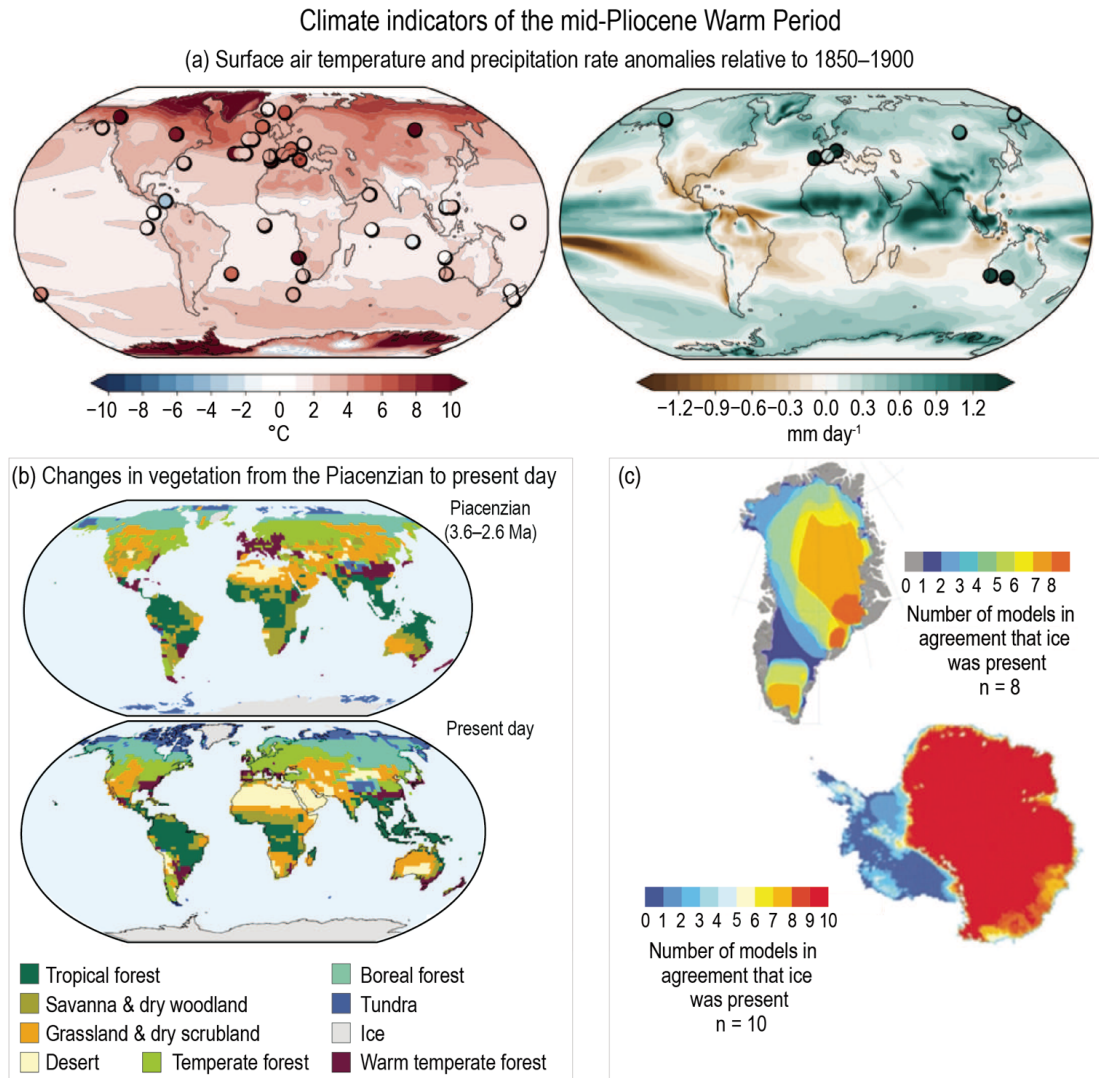 Climate indicators of the mid-Pliocene Warm Period
(a) Surface air temperature and precipitation rate anomalies relative to 1850–1900
−10 −8 −6 −4 −2 0 2 4 6 8 10
°C
−1.2 −0.9 −0.6 −0.3 0.0 0.3 0.6 0.9 1.2
mm day-1
(b) Changes in vegetation from the Piacenzian to present day
Piacenzian
(3.6–2.6 Ma)
Present day
Tropical forest
Boreal forest
Savanna & dry woodland
Tundra
Grassland & dry scrubland
Ice
Desert
Temperate forest
Warm temperate forest
(c)
0 1 2 3 4 5 6 7 8
Number of models in
agreement that ice
was present
n = 8
0 1 2 3 4 5 6 7 8 9 10
Number of models in
agreement that ice
was present
n = 10